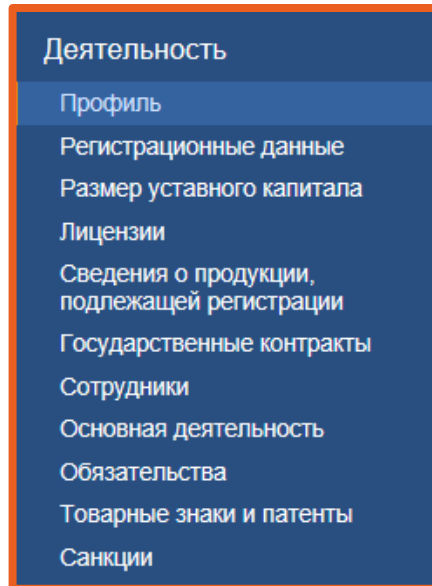 Деятельность
Профиль
Регистрационные данные
Размер уставного капитала
Лицензии
Сведения о продукции,
подлежащей регистрации
Государственные контракты
Сотрудники
Основная деятельность
Обязательства
Товарные знаки и патенты
Санкции